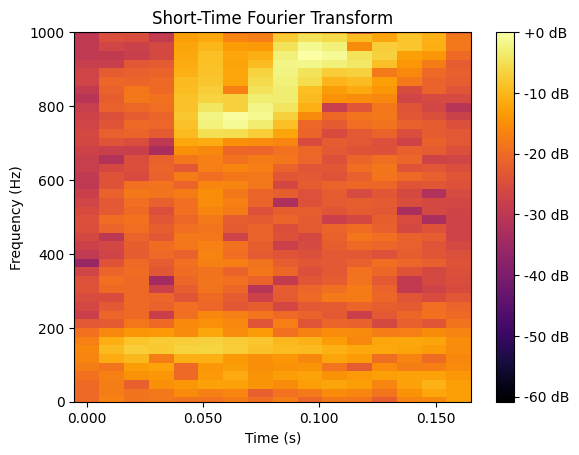 Short-Time Fourier Transform
1000
800
600
400
200
0
Frequency (Hz)
0.000
0.050
0.100
0.150
Time (s)
+0 dB
-10 dB
-20 dB
-30 dB
-40 dB
-50 dB
-60 dB